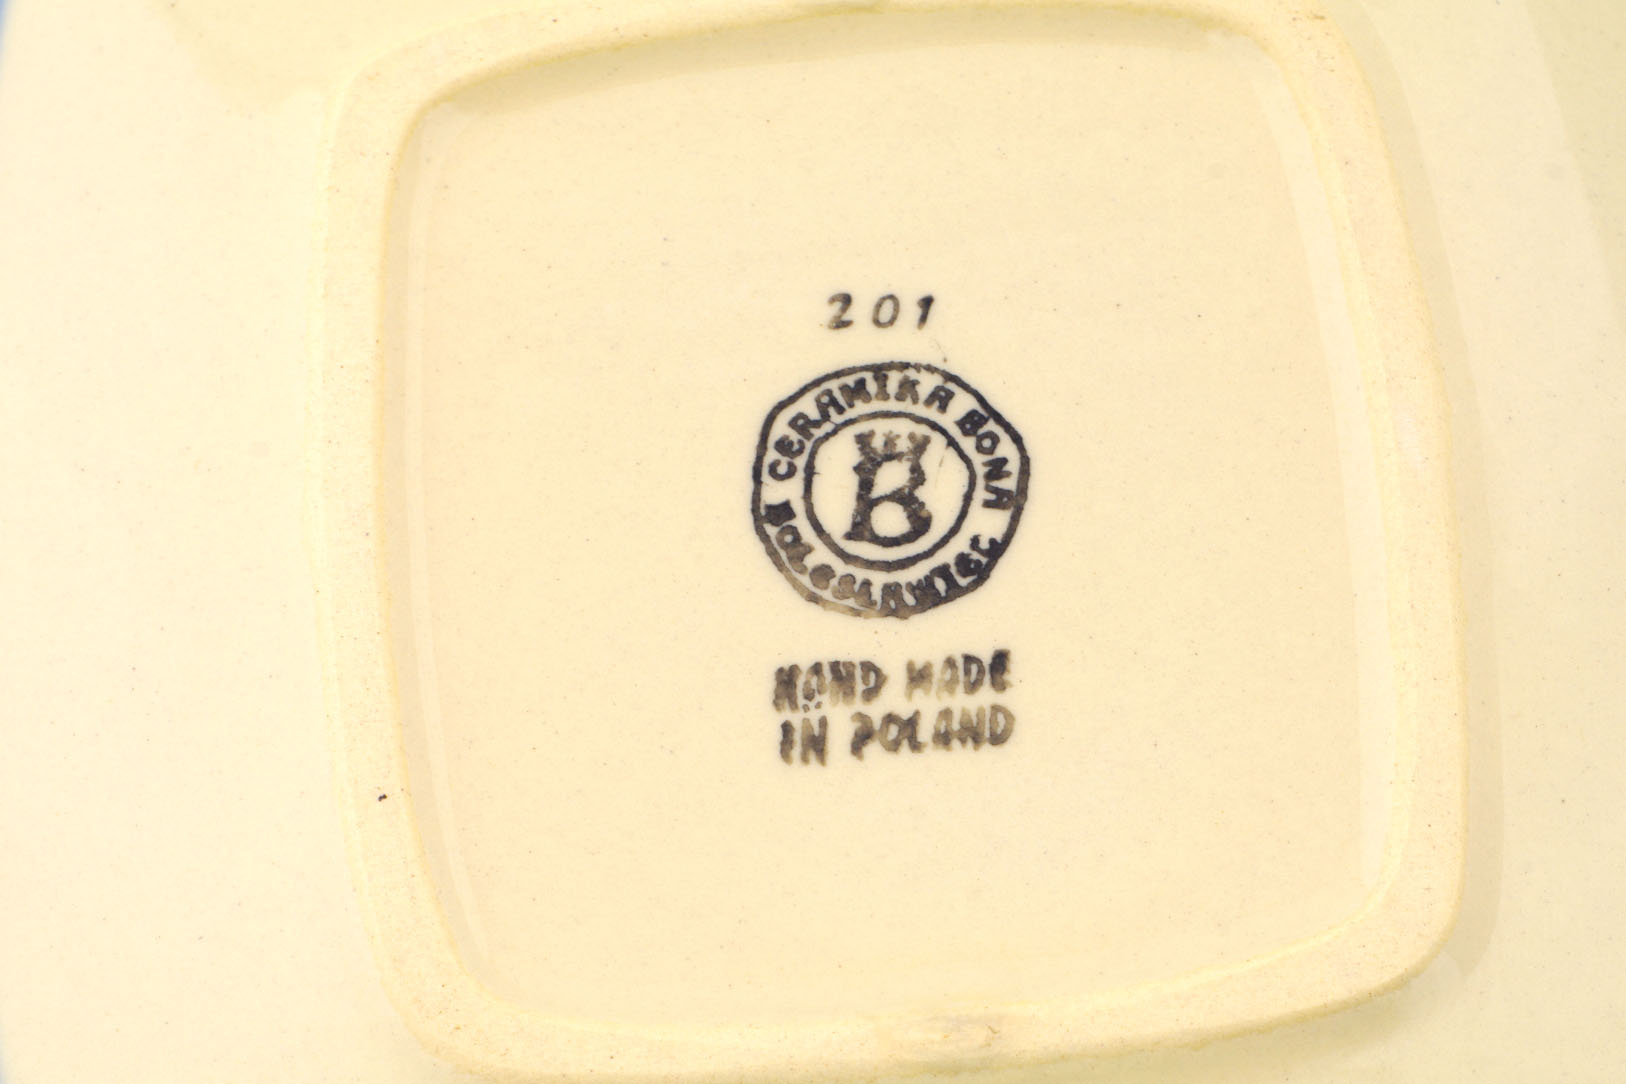 201
CERAMIKA BONA
B
BOLESŁAWIEC
HAND MADE
IN POLAND